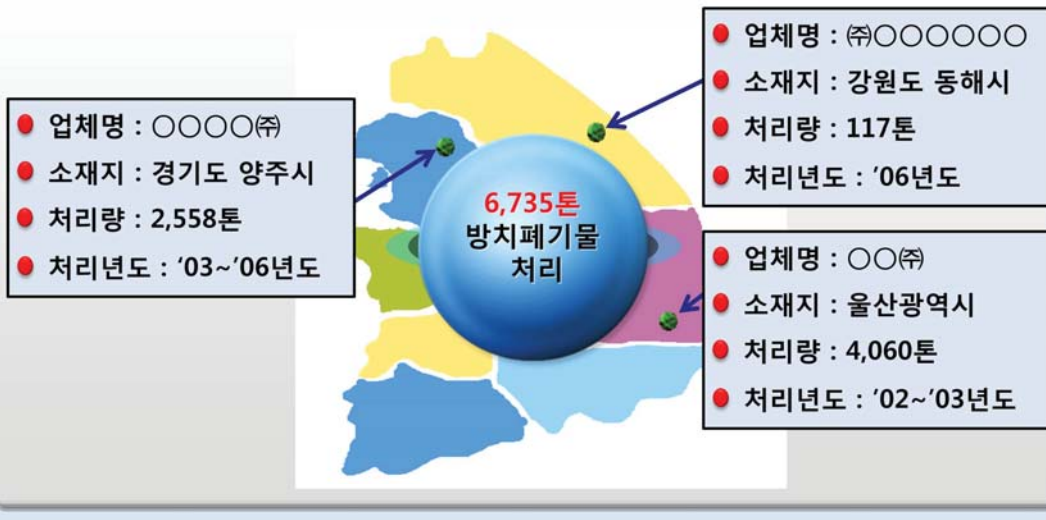 업체명 : ○○○○㈜
소재지 : 경기도 양주시
처리량 : 2,558톤
처리년도 : ‘03~’06년도
6,735톤
방치폐기물
처리
업체명 : ㈜○○○○○○
소재지 : 강원도 동해시
처리량 : 117톤
처리년도 : ’06년도
업체명 : ○○㈜
소재지 : 울산광역시
처리량 : 4,060톤
처리년도 : ’02~’03년도